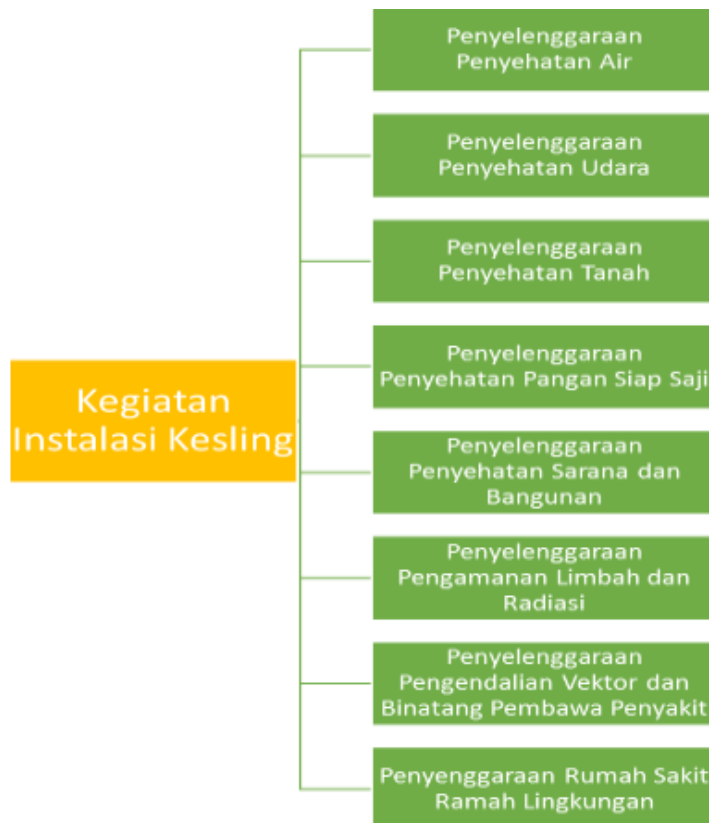 Penyelenggaraan
Penyehatan Air
Penyelenggaraan
Penyehatan Udara
Penyelenggaraan
Penyehatan Tanah
Penyelenggaraan
Penyehatan Pangan Siap Saji
Kegiatan
Instalasi Kesling
Penyelenggaraan
Penyehatan Sarana dan
Bangunan
Penyelenggaraan
Pengamanan Limbah dan
Radiasi
Penyelenggaraan
Pengendalian Vektor dan
Binatang Pembawa Penyakit
Penyenggaraan Rumah Sakit
Ramah Lingkungan